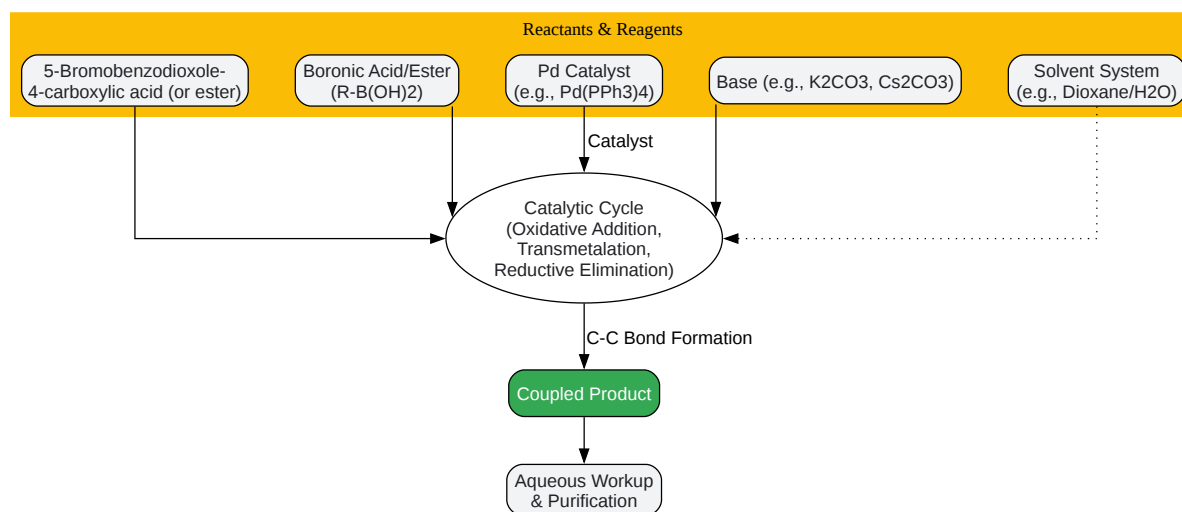 Reactants & Reagents
5-Bromobenzodioxole-
4-carboxylic acid (or ester)
Boronic Acid/Ester
(R-B(OH)2)
Pd Catalyst
(e.g., Pd(PPh3)4)
Base (e.g., K2CO3, Cs2CO3)
Solvent System
(e.g., Dioxane/H2O)
Catalyst
Catalytic Cycle
(Oxidative Addition,
Transmetalation,
Reductive Elimination)
C-C Bond Formation
Coupled Product
Aqueous Workup
& Purification